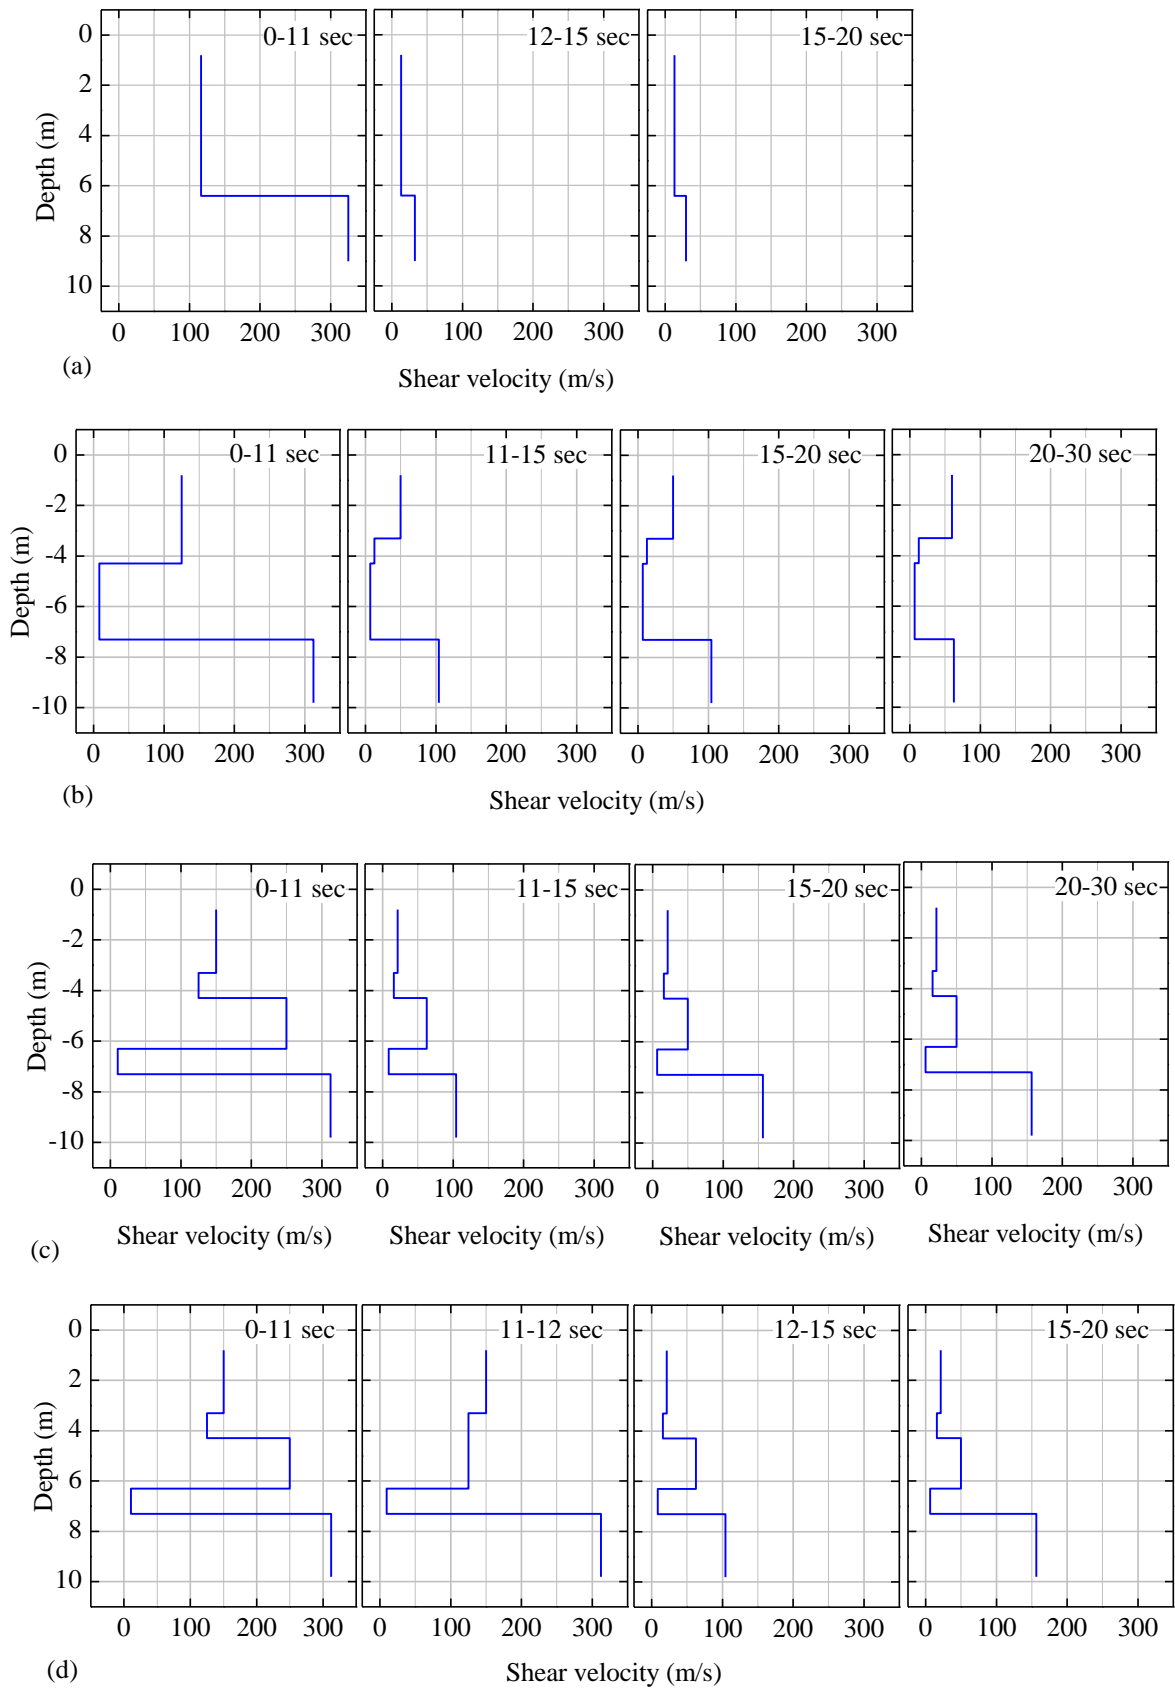 0-11 sec 12-15 sec 15-20 sec
0
2
4
6
8
10
Depth (m)
0 100 200 300 0 100 200 300 0 100 200 300
(a)
Shear velocity (m/s)
0-11 sec 11-15 sec 15-20 sec 20-30 sec
0
-2
-4
-6
-8
-10
Depth (m)
0 100 200 300 0 100 200 300 0 100 200 300 0 100 200 300
(b)
Shear velocity (m/s)
0-11 sec 11-15 sec 15-20 sec 20-30 sec
0
-2
-4
-6
-8
-10
Depth (m)
0 100 200 300 0 100 200 300 0 100 200 300 0 100 200 300
Shear velocity (m/s) Shear velocity (m/s) Shear velocity (m/s) Shear velocity (m/s)
(c)
0-11 sec 11-12 sec 12-15 sec 15-20 sec
0
2
4
6
8
10
Depth (m)
0 100 200 300 0 100 200 300 0 100 200 300 0 100 200 300
(d)
Shear velocity (m/s)